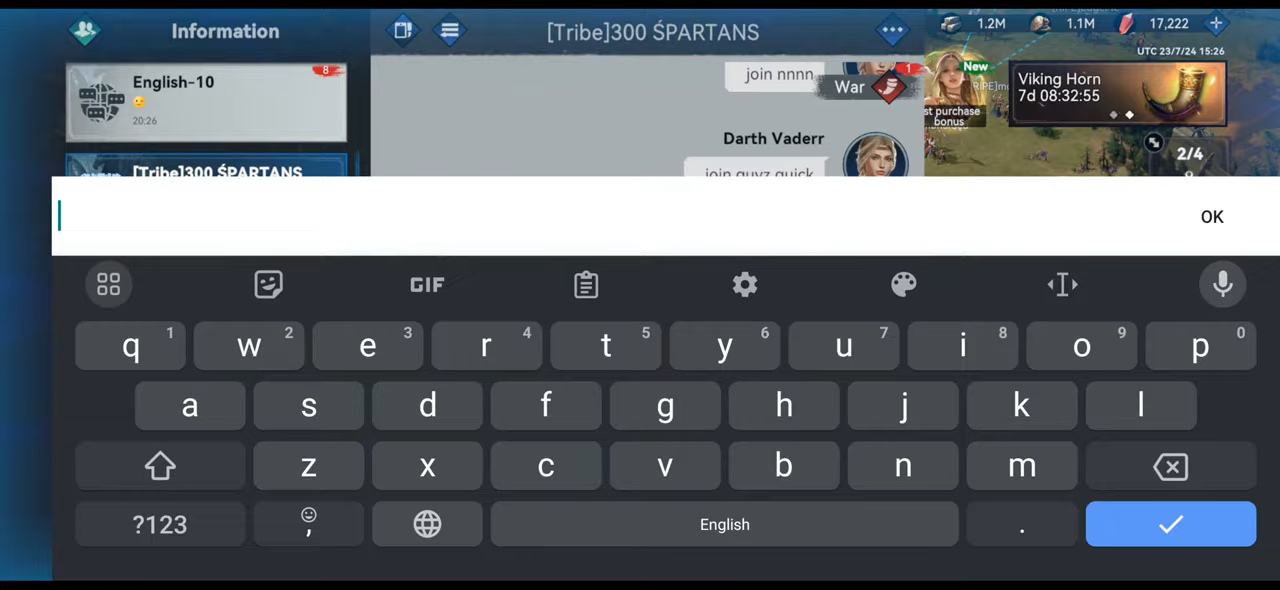 Information
[Tribe]300 ŚPARTANS
1.2M
1.1M
17,222
UTC 23/7/24 15:26
English-10
8
20:26
join nnnn
War
1
New
Viking Horn
7d 08:32:55
st purchase
bonus
Darth Vaderr
2/4
[Tribe]300 ŚPARTANS
join guyz quick
OK
GIF
q 1 w 2 e 3 r 4 t 5 y 6 u 7 i 8 o 9 p 0
a s d f g h j k l
z x c v b n m
?123 , English .